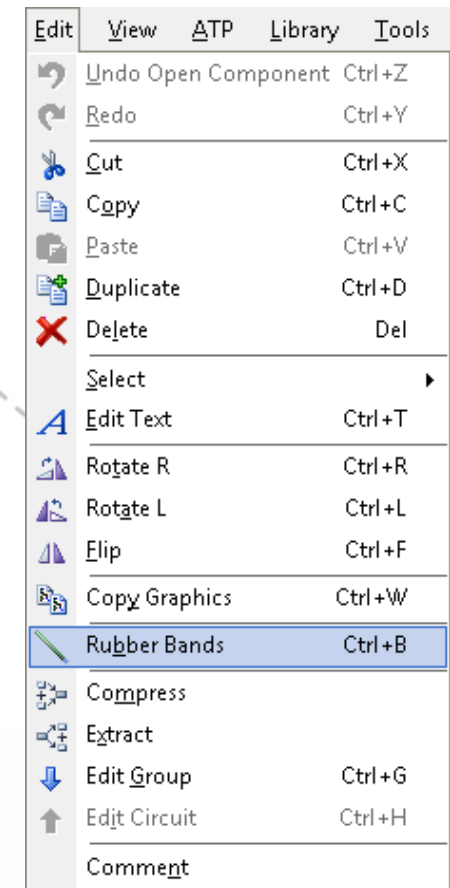 Edit View ATP Library Tools
Undo Open Component Ctrl+Z
Redo Ctrl+Y
Cut Ctrl+X
Copy Ctrl+C
Paste Ctrl+V
Duplicate Ctrl+D
Delete Del
Select
Edit Text Ctrl+T
Rotate R Ctrl+R
Rotate L Ctrl+L
Flip Ctrl+F
Copy Graphics Ctrl+W
Rubber Bands Ctrl+B
Compress
Extract
Edit Group Ctrl+G
Edit Circuit Ctrl+H
Comment